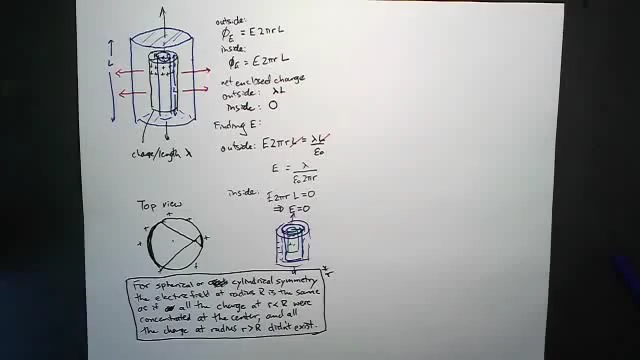 outside:
ϕE = E2πrL
inside:
ϕE = E2πrL
net enclosed charge
outside: λL
inside: 0
Finding E:
outside: E2πrL = λL/ε₀
E = λ/ε₀2πr
inside: E2πrL = 0
⇒ E=0
L
charge/length λ
Top view
For spherical or cylindrical symmetry
the electric field at radius R is the same
as if all the charge at r<R were
concentrated at the center, and all
the charge at radius r>R didn't exist.